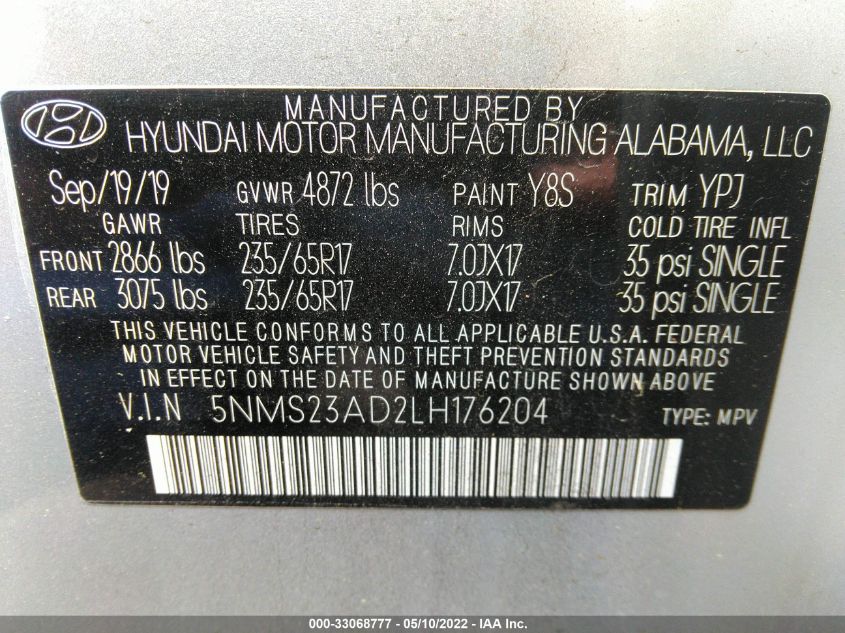 MANUFACTURED BY
HYUNDAI MOTOR MANUFACTURING ALABAMA, LLC
Sep/19/19 GVWR 4872 lbs PAINT Y8S TRIM YPJ
GAWR TIRES RIMS COLD TIRE INFL
FRONT 2866 lbs 235/65R17 7.0JX17 35 psi SINGLE
REAR 3075 lbs 235/65R17 7.0JX17 35 psi SINGLE
THIS VEHICLE CONFORMS TO ALL APPLICABLE U.S.A. FEDERAL
MOTOR VEHICLE SAFETY AND THEFT PREVENTION STANDARDS
IN EFFECT ON THE DATE OF MANUFACTURE SHOWN ABOVE.
V.I.N 5NMS23AD2LH176204 TYPE: MPV
000-33068777 - 05/10/2022 - IAA Inc.